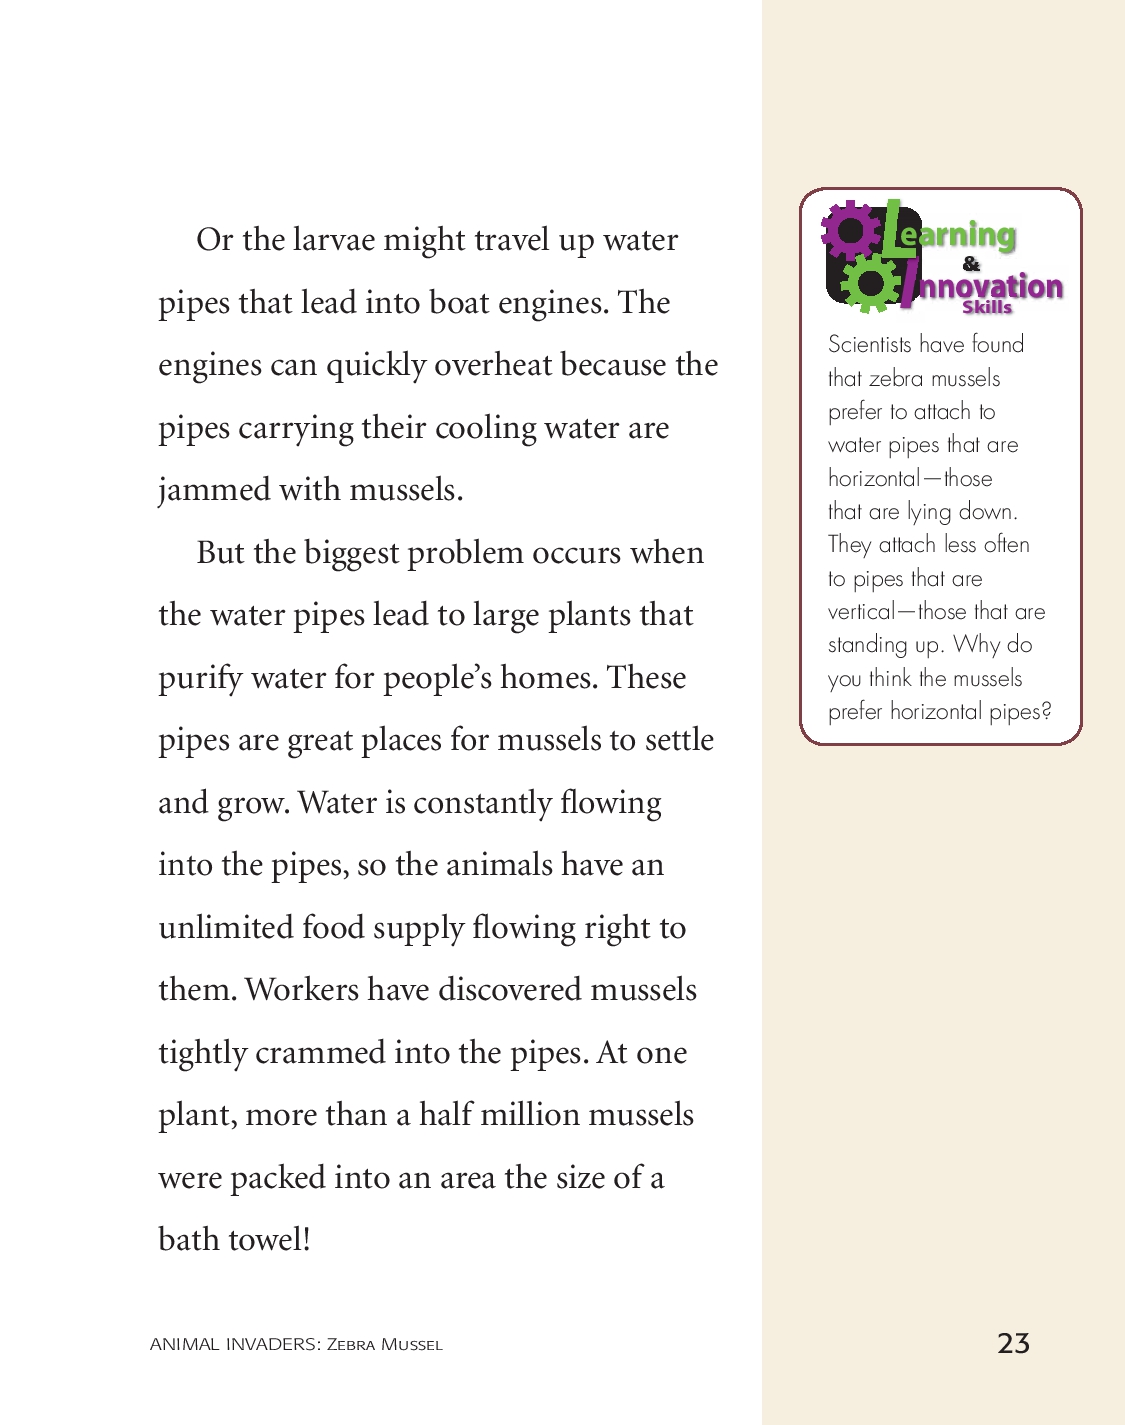 Or the larvae might travel up water
pipes that lead into boat engines. The
engines can quickly overheat because the
pipes carrying their cooling water are
jammed with mussels.
But the biggest problem occurs when
the water pipes lead to large plants that
purify water for people’s homes. These
pipes are great places for mussels to settle
and grow. Water is constantly flowing
into the pipes, so the animals have an
unlimited food supply flowing right to
them. Workers have discovered mussels
tightly crammed into the pipes. At one
plant, more than a half million mussels
were packed into an area the size of a
bath towel!
Learning
&
Innovation
Skills
Scientists have found
that zebra mussels
prefer to attach to
water pipes that are
horizontal—those
that are lying down.
They attach less often
to pipes that are
vertical—those that are
standing up. Why do
you think the mussels
prefer horizontal pipes?
ANIMAL INVADERS: Zebra Mussel
23